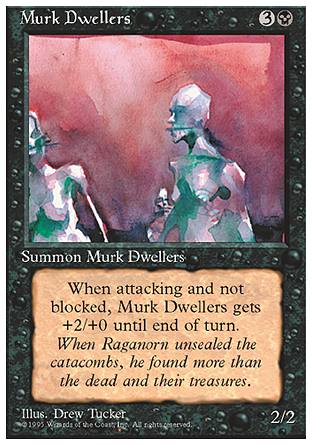 Murk Dwellers 3
Summon Murk Dwellers
When attacking and not
blocked, Murk Dwellers gets
+2/+0 until end of turn.
When Raganorn unsealed the
catacombs, he found more than
the dead and their treasures.
Illus. Drew Tucker
© 1995 Wizards of the Coast, Inc. All rights reserved.
2/2